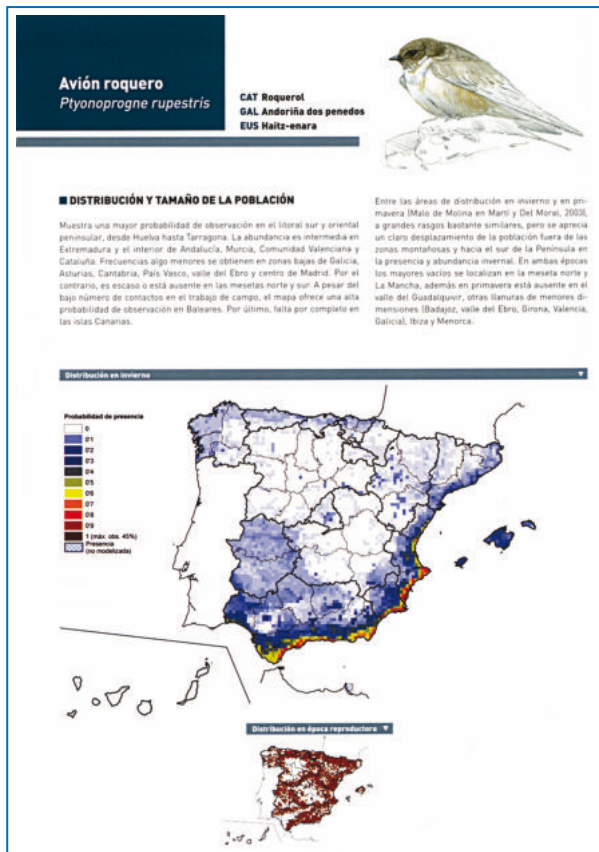 Avión roquero
Ptyonoprogne rupestris
CAT Roquerol
GAL Andoriña dos penedos
EUS Haitz-enara
DISTRIBUCIÓN Y TAMAÑO DE LA POBLACIÓN
Muestra una mayor probabilidad de observación en el litoral sur y oriental
peninsular, desde Huelva hasta Tarragona. La abundancia es intermedia en
Extremadura y el interior de Andalucía, Murcia, Comunidad Valenciana y
Cataluña. Frecuencias algo menores se obtienen en zonas bajas de Galicia,
Asturias, Cantabria, País Vasco, valle del Ebro y centro de Madrid. Por el
contrario, es escaso o está ausente en las mesetas norte y sur. A pesar del
bajo número de contactos en el trabajo de campo, el mapa ofrece una alta
probabilidad de observación en Baleares. Por último, falta por completo en
las islas Canarias.
Entre las áreas de distribución en invierno y en pri-
mavera (Malo de Molina en Martí y Del Moral, 2003),
a grandes rasgos bastante similares, pero se aprecia
un claro desplazamiento de la población fuera de las
zonas montañosas y hacia el sur de la Península en
la presencia y abundancia invernal. En ambas épocas
los mayores vacíos se localizan en la meseta norte y
La Mancha, además en primavera está ausente en el
valle del Guadalquivir, otras llanuras de menores di-
mensiones (Badajoz, valle del Ebro, Girona, Valencia,
Galicia), Ibiza y Menorca.
Distribución en invierno
Probabilidad de presencia
0
0'1
0'2
0'3
0'4
0'5
0'6
0'7
0'8
0'9
1 (máx. obs. 45%)
Presencia
(no modelizada)
Distribución en época reproductora